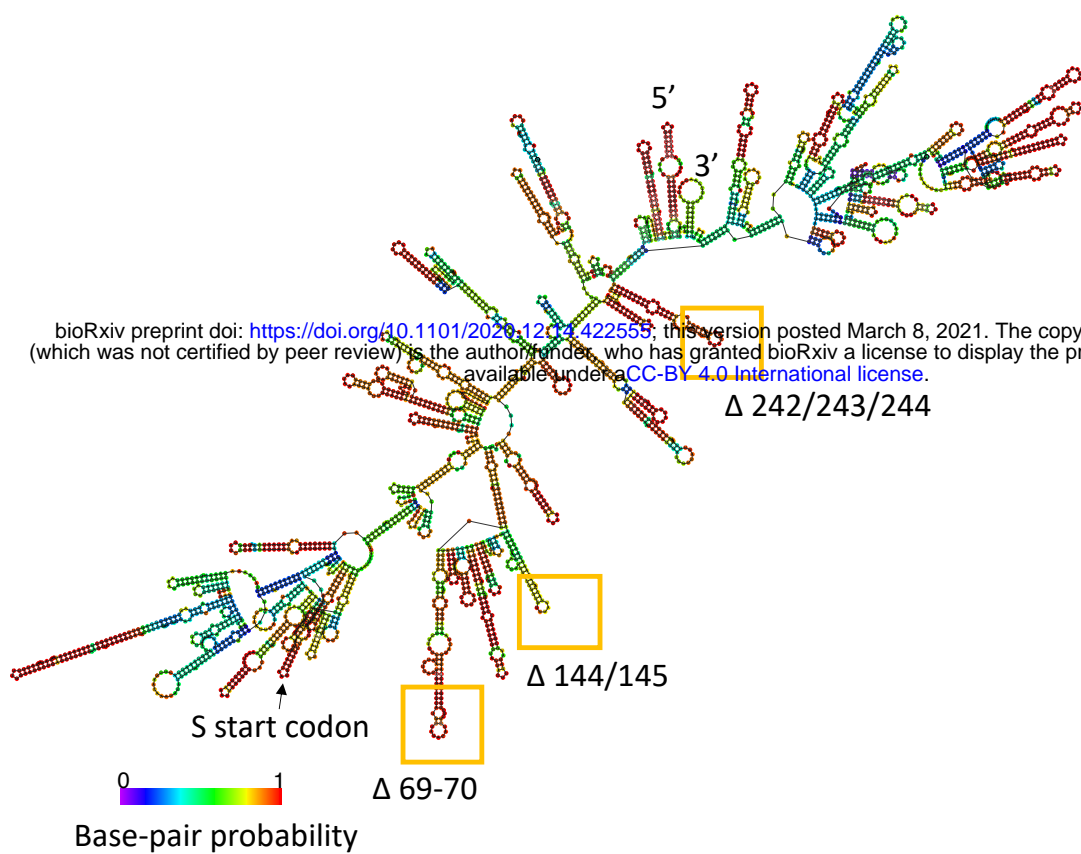 5’
3’
bioRxiv preprint doi: https://doi.org/10.1101/2020.12.14.422555; this version posted March 8, 2021. The copy
(which was not certified by peer review) is the author/funder, who has granted bioRxiv a license to display the pr
available under aCC-BY 4.0 International license.
Δ 242/243/244
Δ 144/145
S start codon
Δ 69-70
0 1
Base-pair probability